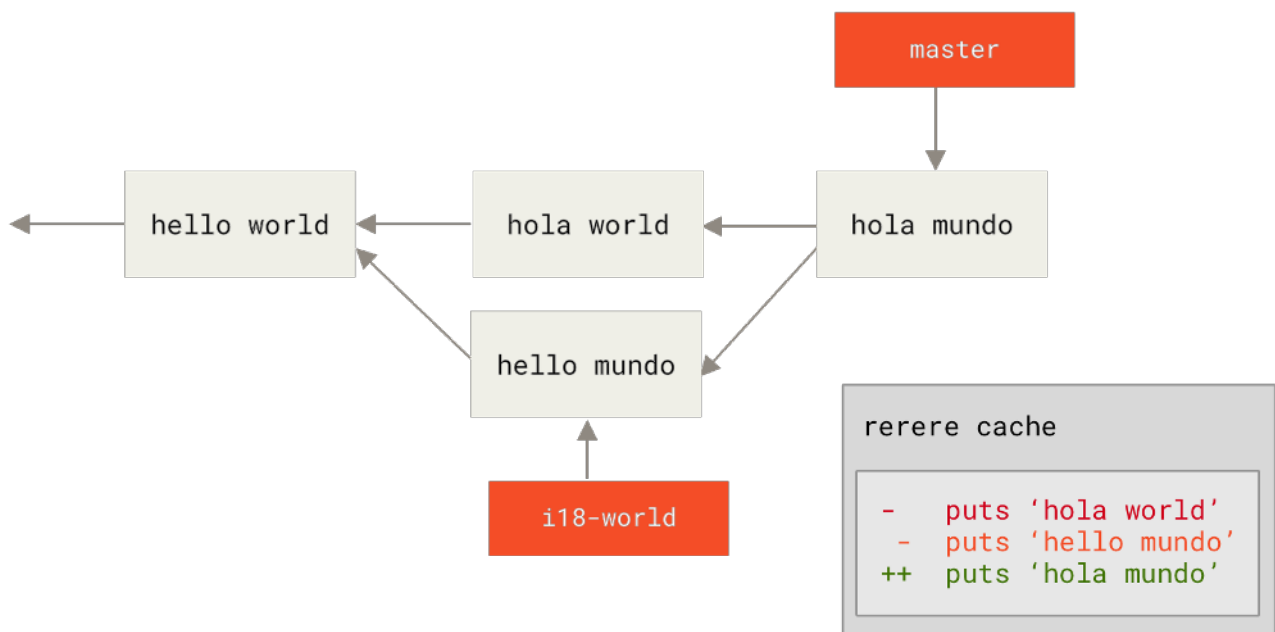 master
hello world
hola world
hola mundo
hello mundo
i18-world
rerere cache
- puts ‘hola world’
- puts ‘hello mundo’
++ puts ‘hola mundo’